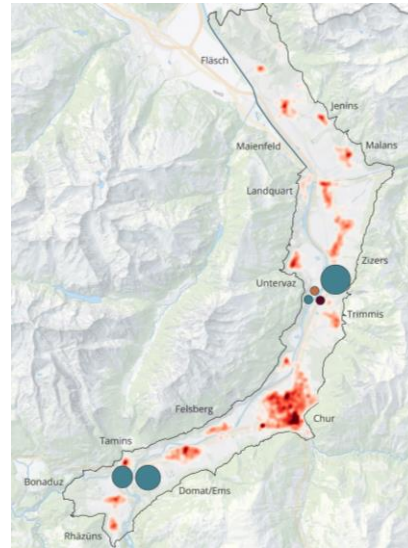 Fläsch
Jenins
Maienfeld
Malans
Landquart
Zizers
Untervaz
Trimmis
Felsberg
Chur
Tamins
Bonaduz
Domat/Ems
Rhäzüns